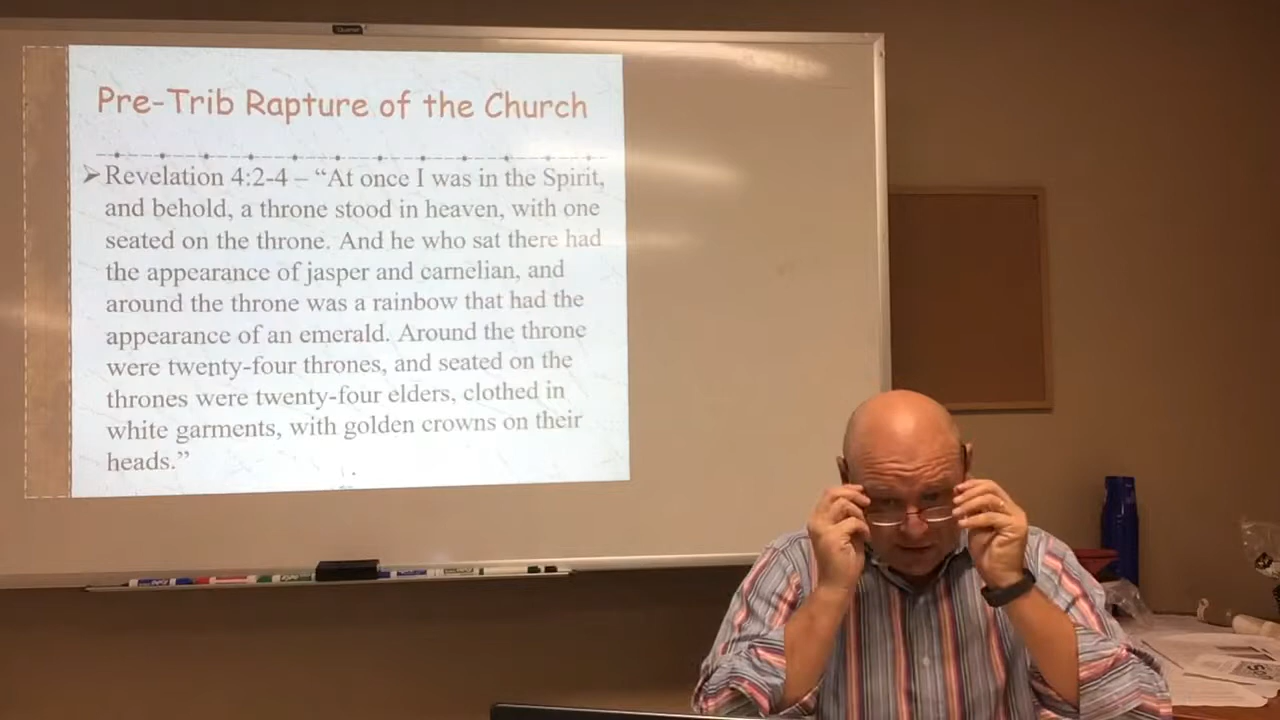 Pre-Trib Rapture of the Church
Revelation 4:2-4 – “At once I was in the Spirit,
and behold, a throne stood in heaven, with one
seated on the throne. And he who sat there had
the appearance of jasper and carnelian, and
around the throne was a rainbow that had the
appearance of an emerald. Around the throne
were twenty-four thrones, and seated on the
thrones were twenty-four elders, clothed in
white garments, with golden crowns on their
heads.”